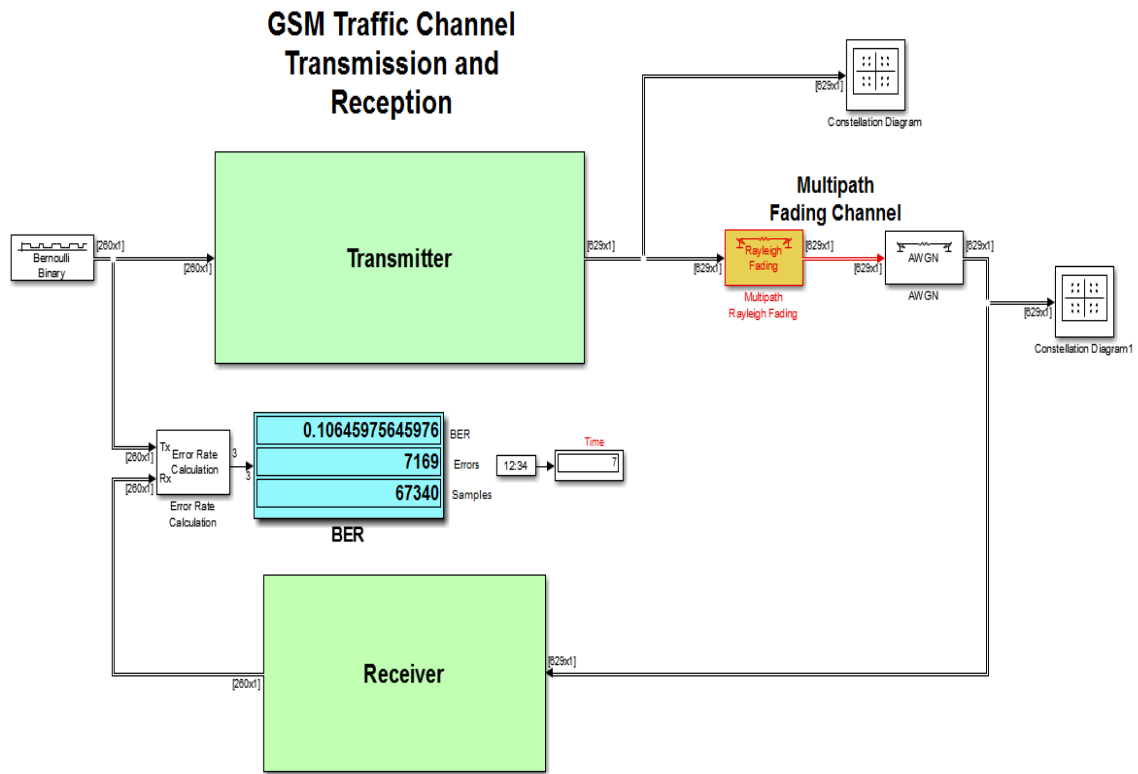 GSM Traffic Channel
Transmission and
Reception
[629x1]
Constellation Diagram
Multipath
Fading Channel
Bernoulli
Binary
[260x1]
[260x1]
Transmitter
[629x1]
[629x1]
Rayleigh
Fading
[629x1]
Multipath
Rayleigh Fading
[629x1]
AWGN
[629x1]
AWGN
[629x1]
Constellation Diagram1
Tx
Rx
Error Rate
Calculation
[260x1]
[260x1]
3
3
Error Rate
Calculation
0.10645975645976
BER
7169
Errors
67340
Samples
BER
12:34
Time
7
Receiver
[629x1]
[260x1]